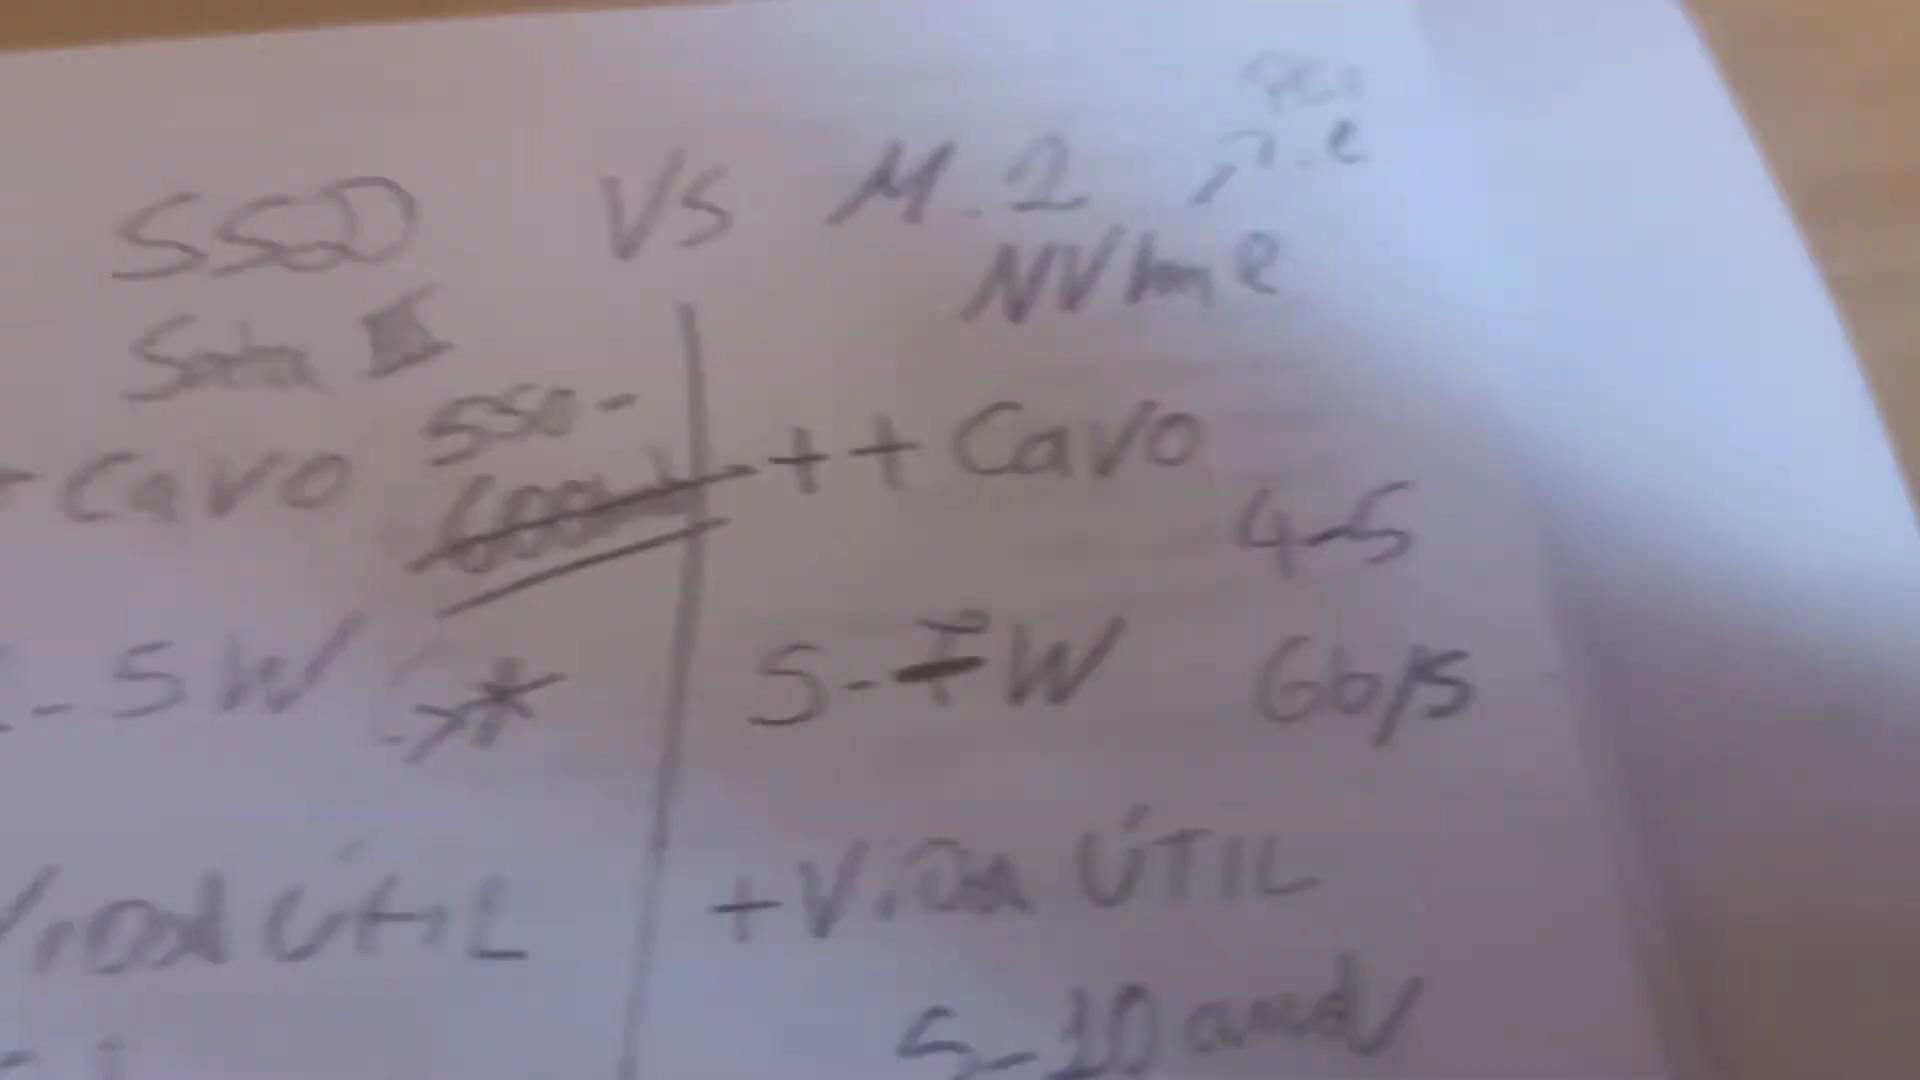 SSD VS M.2
NVme
Sata
550-
- Cavo
++ Cavo
600
4-5
- 5W
5-7W
Gb/s
Vida útil
+ Vida ÚTIL
5-10 anos